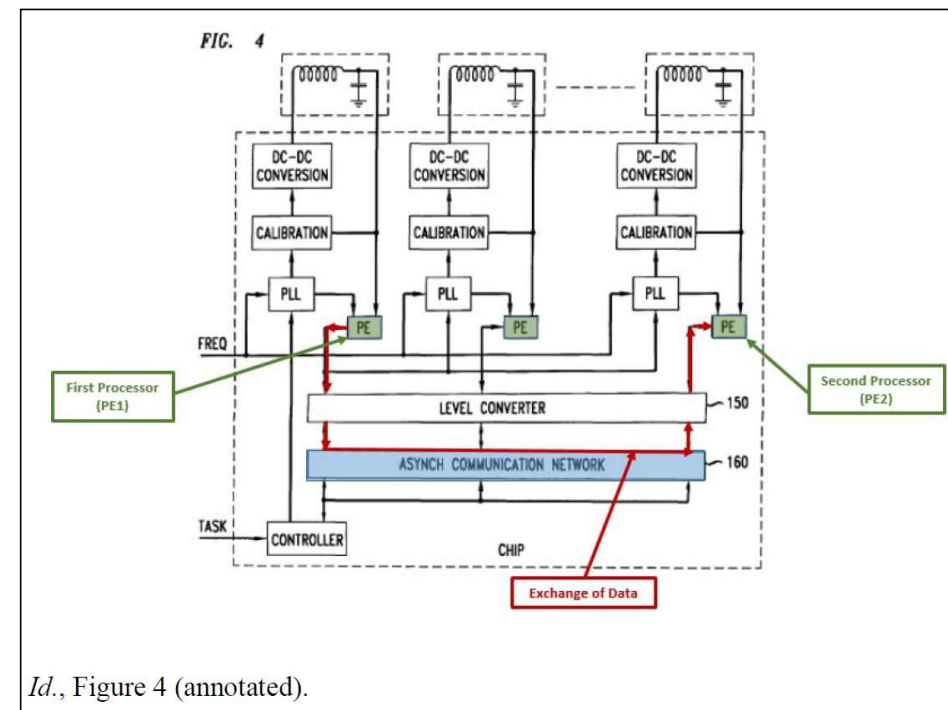 FIG. 4
DC-DC CONVERSION
DC-DC CONVERSION
DC-DC CONVERSION
CALIBRATION
CALIBRATION
CALIBRATION
PLL
PLL
PLL
PE
PE
PE
FREQ
First Processor
(PE1)
Second Processor
(PE2)
LEVEL CONVERTER
150
ASYNCH COMMUNICATION NETWORK
160
TASK
CONTROLLER
CHIP
Exchange of Data
Id., Figure 4 (annotated).